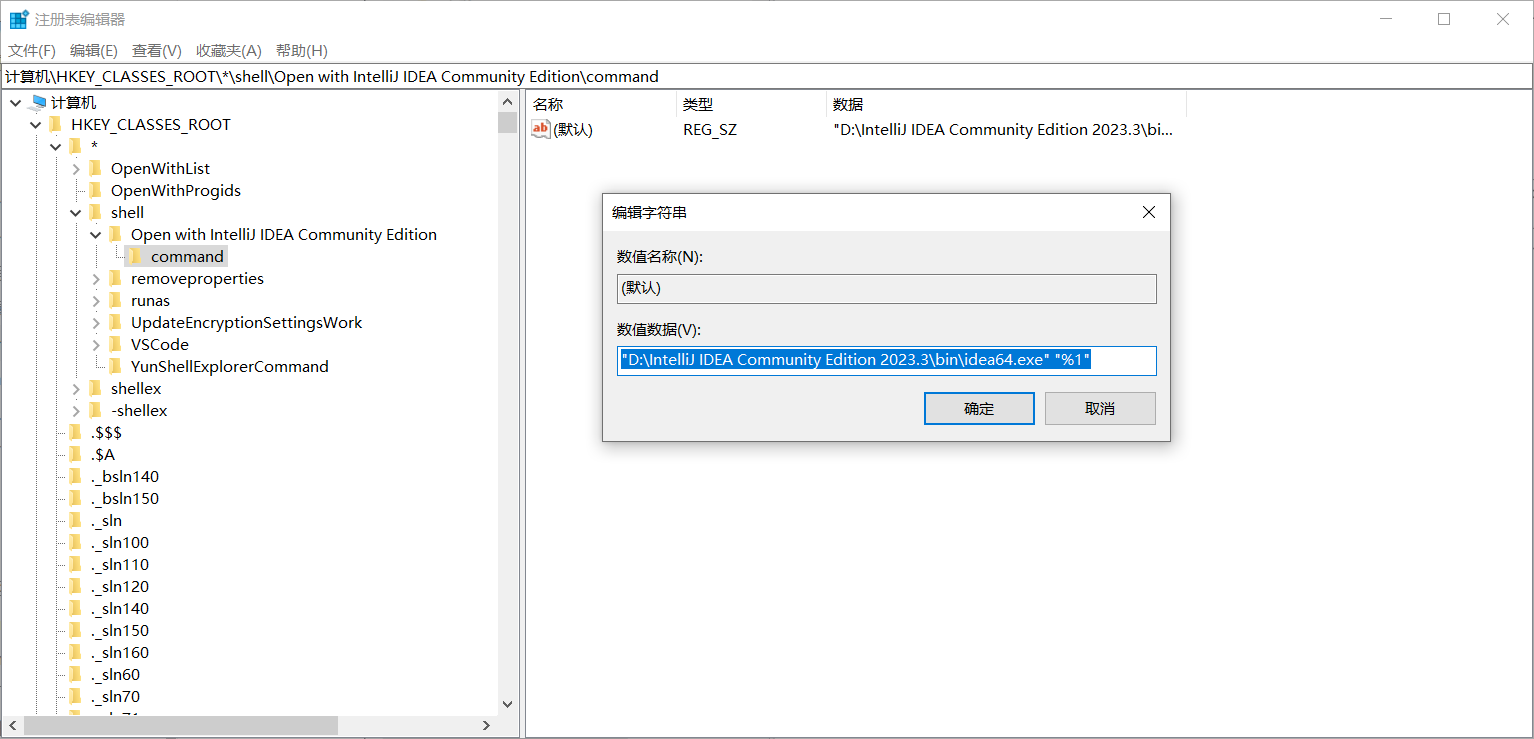 注册表编辑器
文件(F) 编辑(E) 查看(V) 收藏夹(A) 帮助(H)
计算机\HKEY_CLASSES_ROOT\*\shell\Open with IntelliJ IDEA Community Edition\command
计算机
HKEY_CLASSES_ROOT
*
OpenWithList
OpenWithProgids
shell
Open with IntelliJ IDEA Community Edition
command
removeproperties
runas
UpdateEncryptionSettingsWork
VSCode
YunShellExplorerCommand
shellex
-shellex
.$$$
.$A
._bsln140
._bsln150
._sln
._sln100
._sln110
._sln120
._sln140
._sln150
._sln160
._sln60
._sln70
名称 类型 数据
ab (默认) REG_SZ "D:\IntelliJ IDEA Community Edition 2023.3\bi...
编辑字符串
数值名称(N):
(默认)
数值数据(V):
"D:\IntelliJ IDEA Community Edition 2023.3\bin\idea64.exe" "%1"
确定 取消